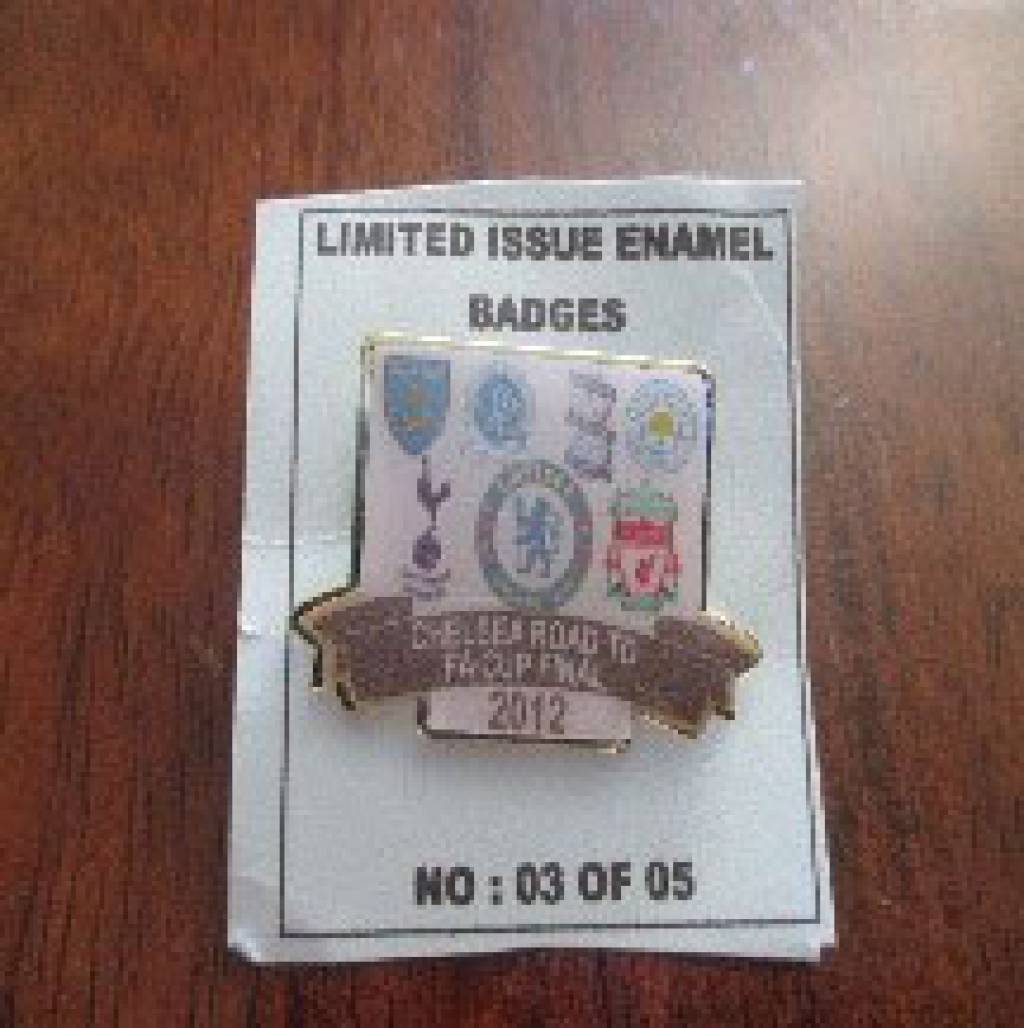 LIMITED ISSUE ENAMEL
BADGES
CHELSEA ROAD TO
FA CUP FINAL
2012
NO : 03 OF 05